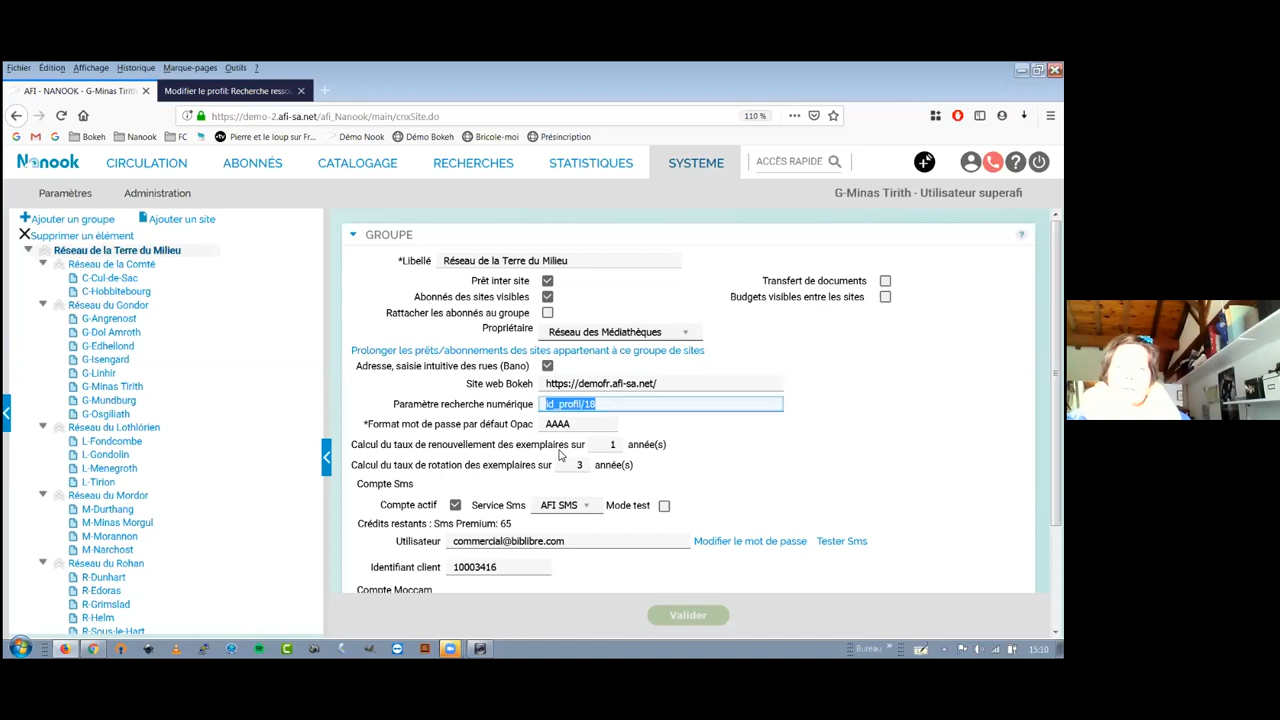 Fichier Édition Affichage Historique Marque-pages Outils ?
AFI - NANOOK - G-Minas Tirith Modifier le profil: Recherche resso
https://demo-2.afi-sa.net/afi_Nanook/main/cnxSite.do 110 %
Bokeh Nanook FC Pierre et le loup sur Fr... Démo Nook Démo Bokeh Bricole-moi Préscription
Nanook CIRCULATION ABONNÉS CATALOGAGE RECHERCHES STATISTIQUES SYSTEME ACCÈS RAPIDE
Paramètres Administration G-Minas Tirith - Utilisateur superafi
Ajouter un groupe Ajouter un site
Supprimer un élément
Réseau de la Terre du Milieu
Réseau de la Comté
C-Cul-de-Sac
C-Hobbitebourg
Réseau du Gondor
G-Angrenost
G-Dol Amroth
G-Edhellond
G-Isengard
G-Linhir
G-Minas Tirith
G-Mundburg
G-Osgiliath
Réseau du Lothlórien
L-Fondcombe
L-Gondolin
L-Menegroth
L-Tirion
Réseau du Mordor
M-Durthang
M-Minas Morgul
M-Morannon
M-Narchost
Réseau du Rohan
R-Dunhart
R-Edoras
R-Grimslad
R-Helm
R-Sous-le-Hart
GROUPE ?
*Libellé Réseau de la Terre du Milieu
Prêt inter site Transfert de documents
Abonnés des sites visibles Budgets visibles entre les sites
Rattacher les abonnés au groupe
Propriétaire Réseau des Médiathèques
Prolonger les prêts/abonnements des sites appartenant à ce groupe de sites
Adresse, saisie intuitive des rues (Bano)
Site web Bokeh https://demofr.afi-sa.net/
Paramètre recherche numérique id_profil/18
*Format mot de passe par défaut Opac AAAA
Calcul du taux de renouvellement des exemplaires sur 1 année(s)
Calcul du taux de rotation des exemplaires sur 3 année(s)
Compte Sms
Compte actif Service Sms AFI SMS Mode test
Crédits restants : Sms Premium: 65
Utilisateur commercial@biblibre.com Modifier le mot de passe Tester Sms
Identifiant client 10003416
Compte Moccam
Valider
Bureau » 15:10